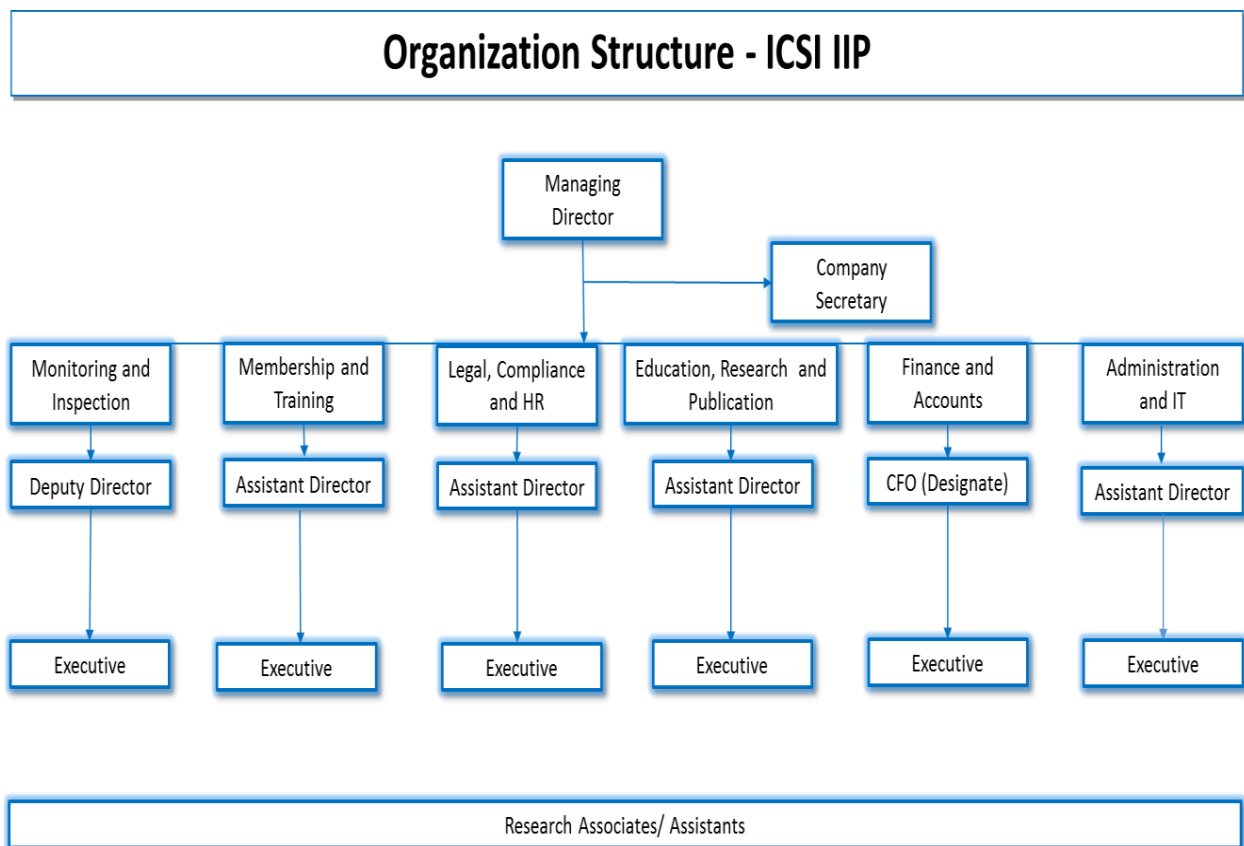 Organization Structure - ICSI IIP
Managing
Director
Company
Secretary
Monitoring and
Inspection
Membership and
Training
Legal, Compliance
and HR
Education, Research and
Publication
Finance and
Accounts
Administration
and IT
Deputy Director
Assistant Director
Assistant Director
Assistant Director
CFO (Designate)
Assistant Director
Executive
Executive
Executive
Executive
Executive
Executive
Research Associates/ Assistants